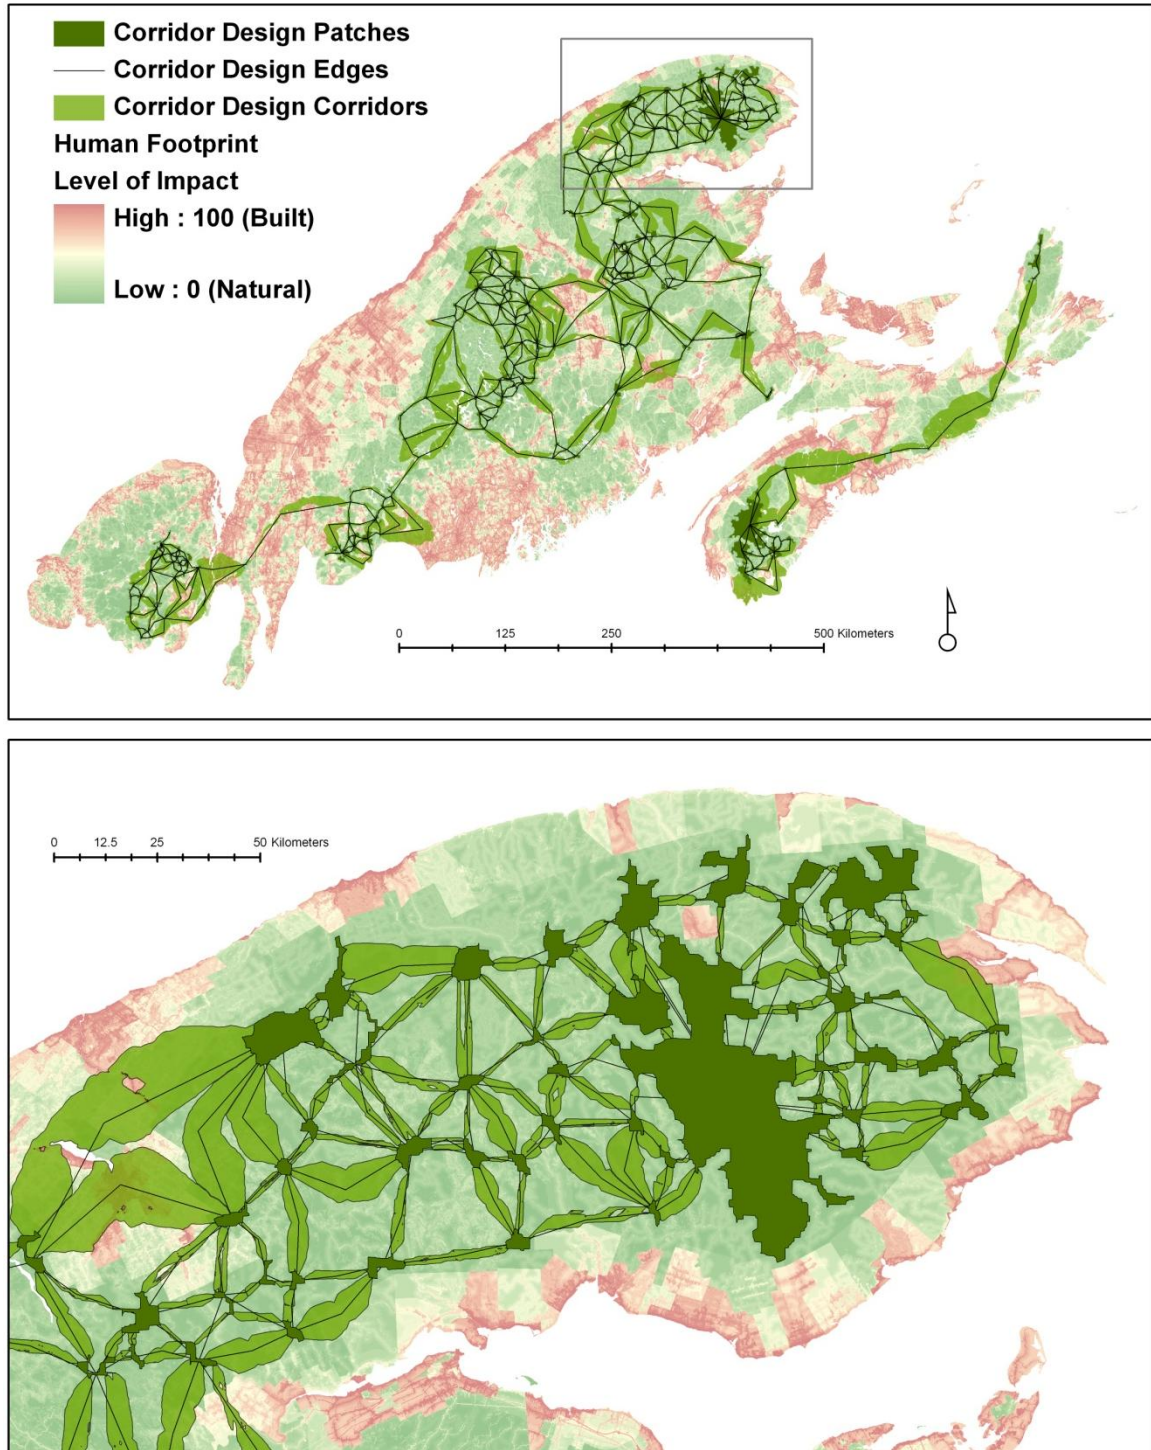 Corridor Design Patches
Corridor Design Edges
Corridor Design Corridors
Human Footprint
Level of Impact
High : 100 (Built)
Low : 0 (Natural)
0 125 250 500 Kilometers
0 12.5 25 50 Kilometers